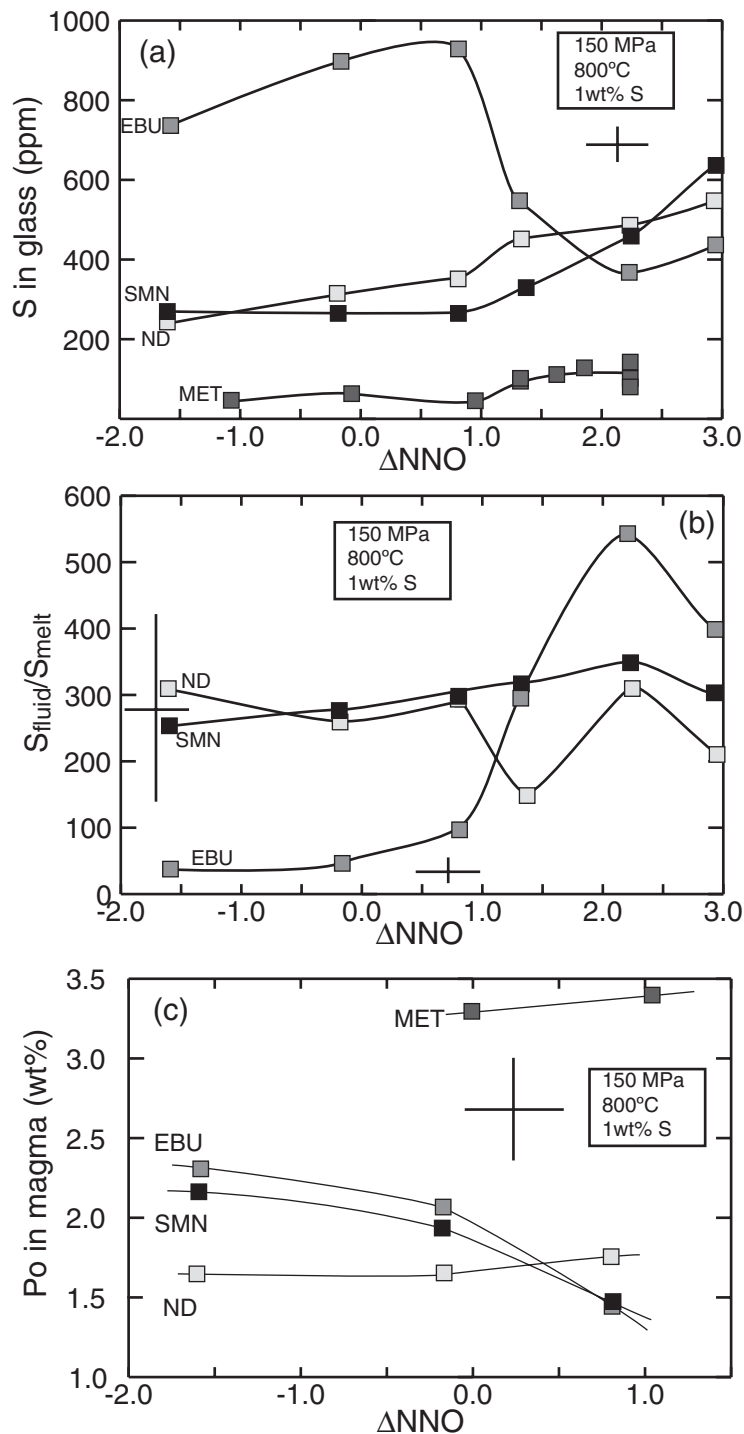 (a)
150 MPa
800ºC
1wt% S
1000
800
600
400
200
0
S in glass (ppm)
EBU
SMN
ND
MET
-2.0 -1.0 0.0 1.0 2.0 3.0
ΔNNO
(b)
150 MPa
800ºC
1wt% S
600
500
400
300
200
100
0
Sfluid/Smelt
ND
SMN
EBU
-2.0 -1.0 0.0 1.0 2.0 3.0
ΔNNO
(c)
MET
150 MPa
800ºC
1wt% S
3.5
3.0
2.5
2.0
1.5
1.0
Po in magma (wt%)
EBU
SMN
ND
-2.0 -1.0 0.0 1.0
ΔNNO